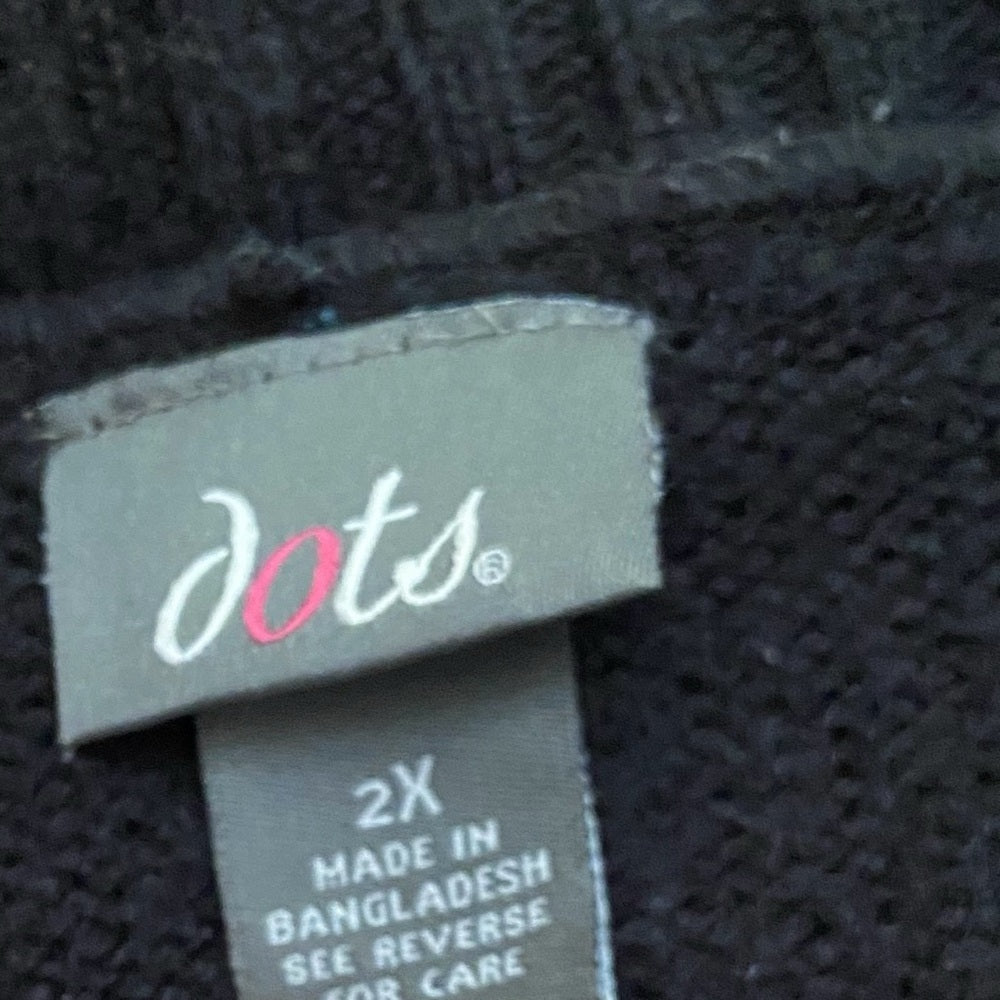 dots®
2X
MADE IN
BANGLADESH
SEE REVERSE
FOR CARE